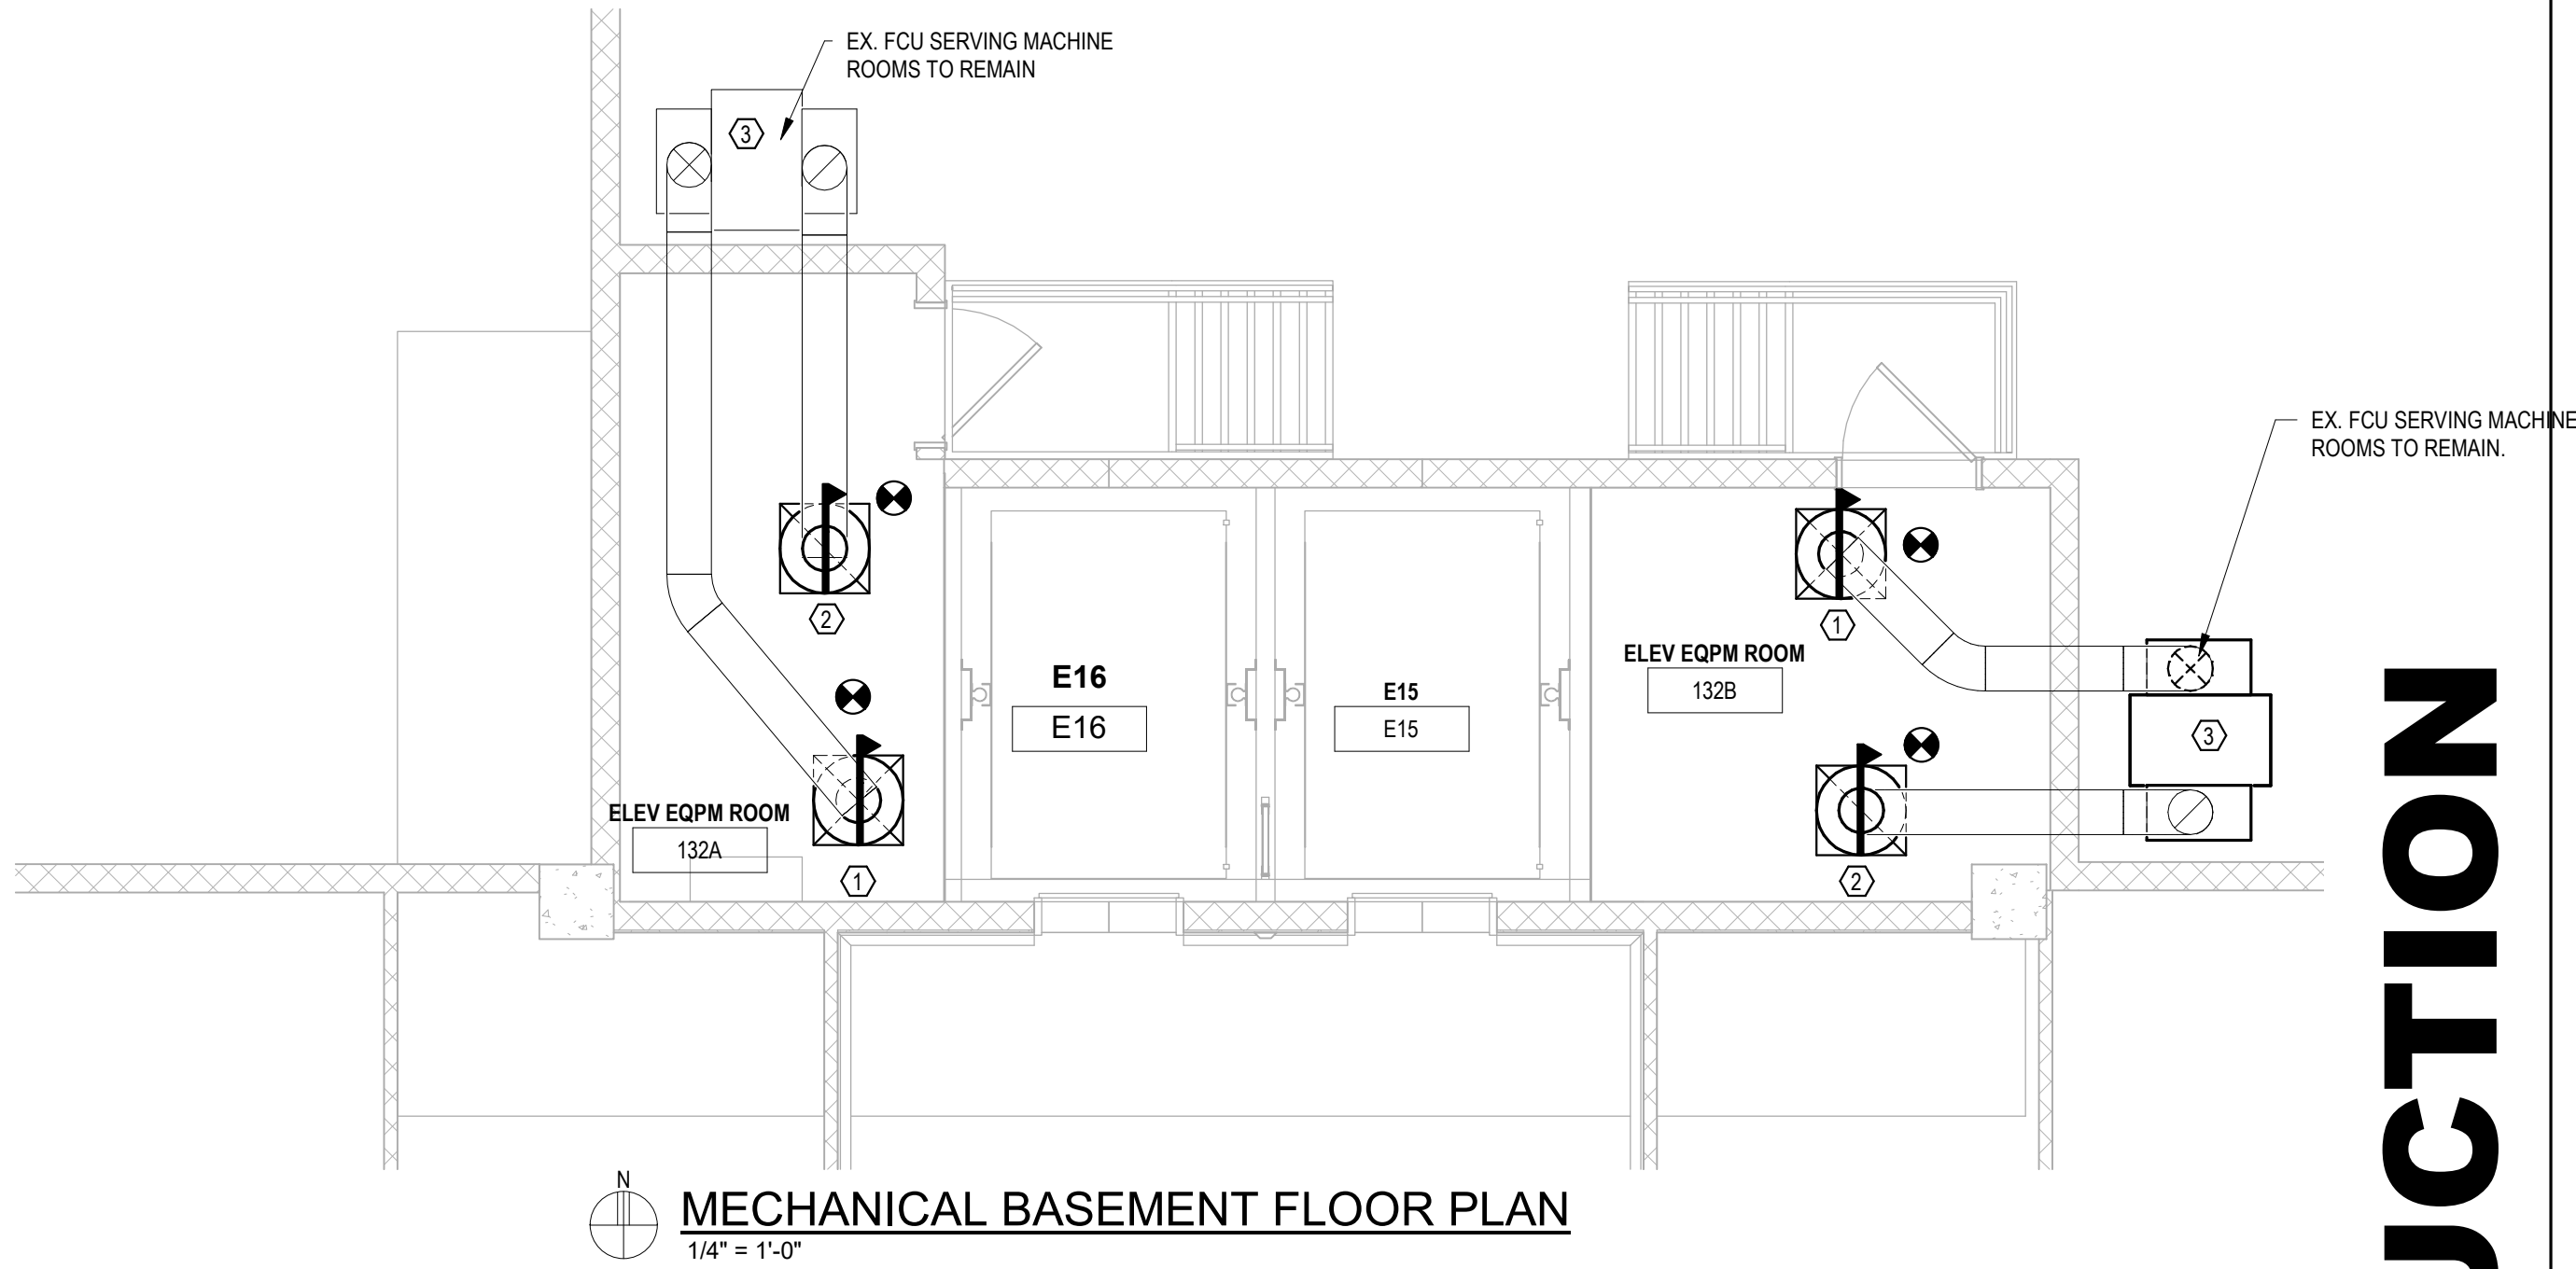 EX. FCU SERVING MACHINE
ROOMS TO REMAIN
3
EX. FCU SERVING MACHINE
ROOMS TO REMAIN.
2
1
ELEV EQPM ROOM
132B
E16
E16
E15
E15
3
ELEV EQPM ROOM
132A
1
2
N
MECHANICAL BASEMENT FLOOR PLAN
1/4" = 1'-0"
UCTION